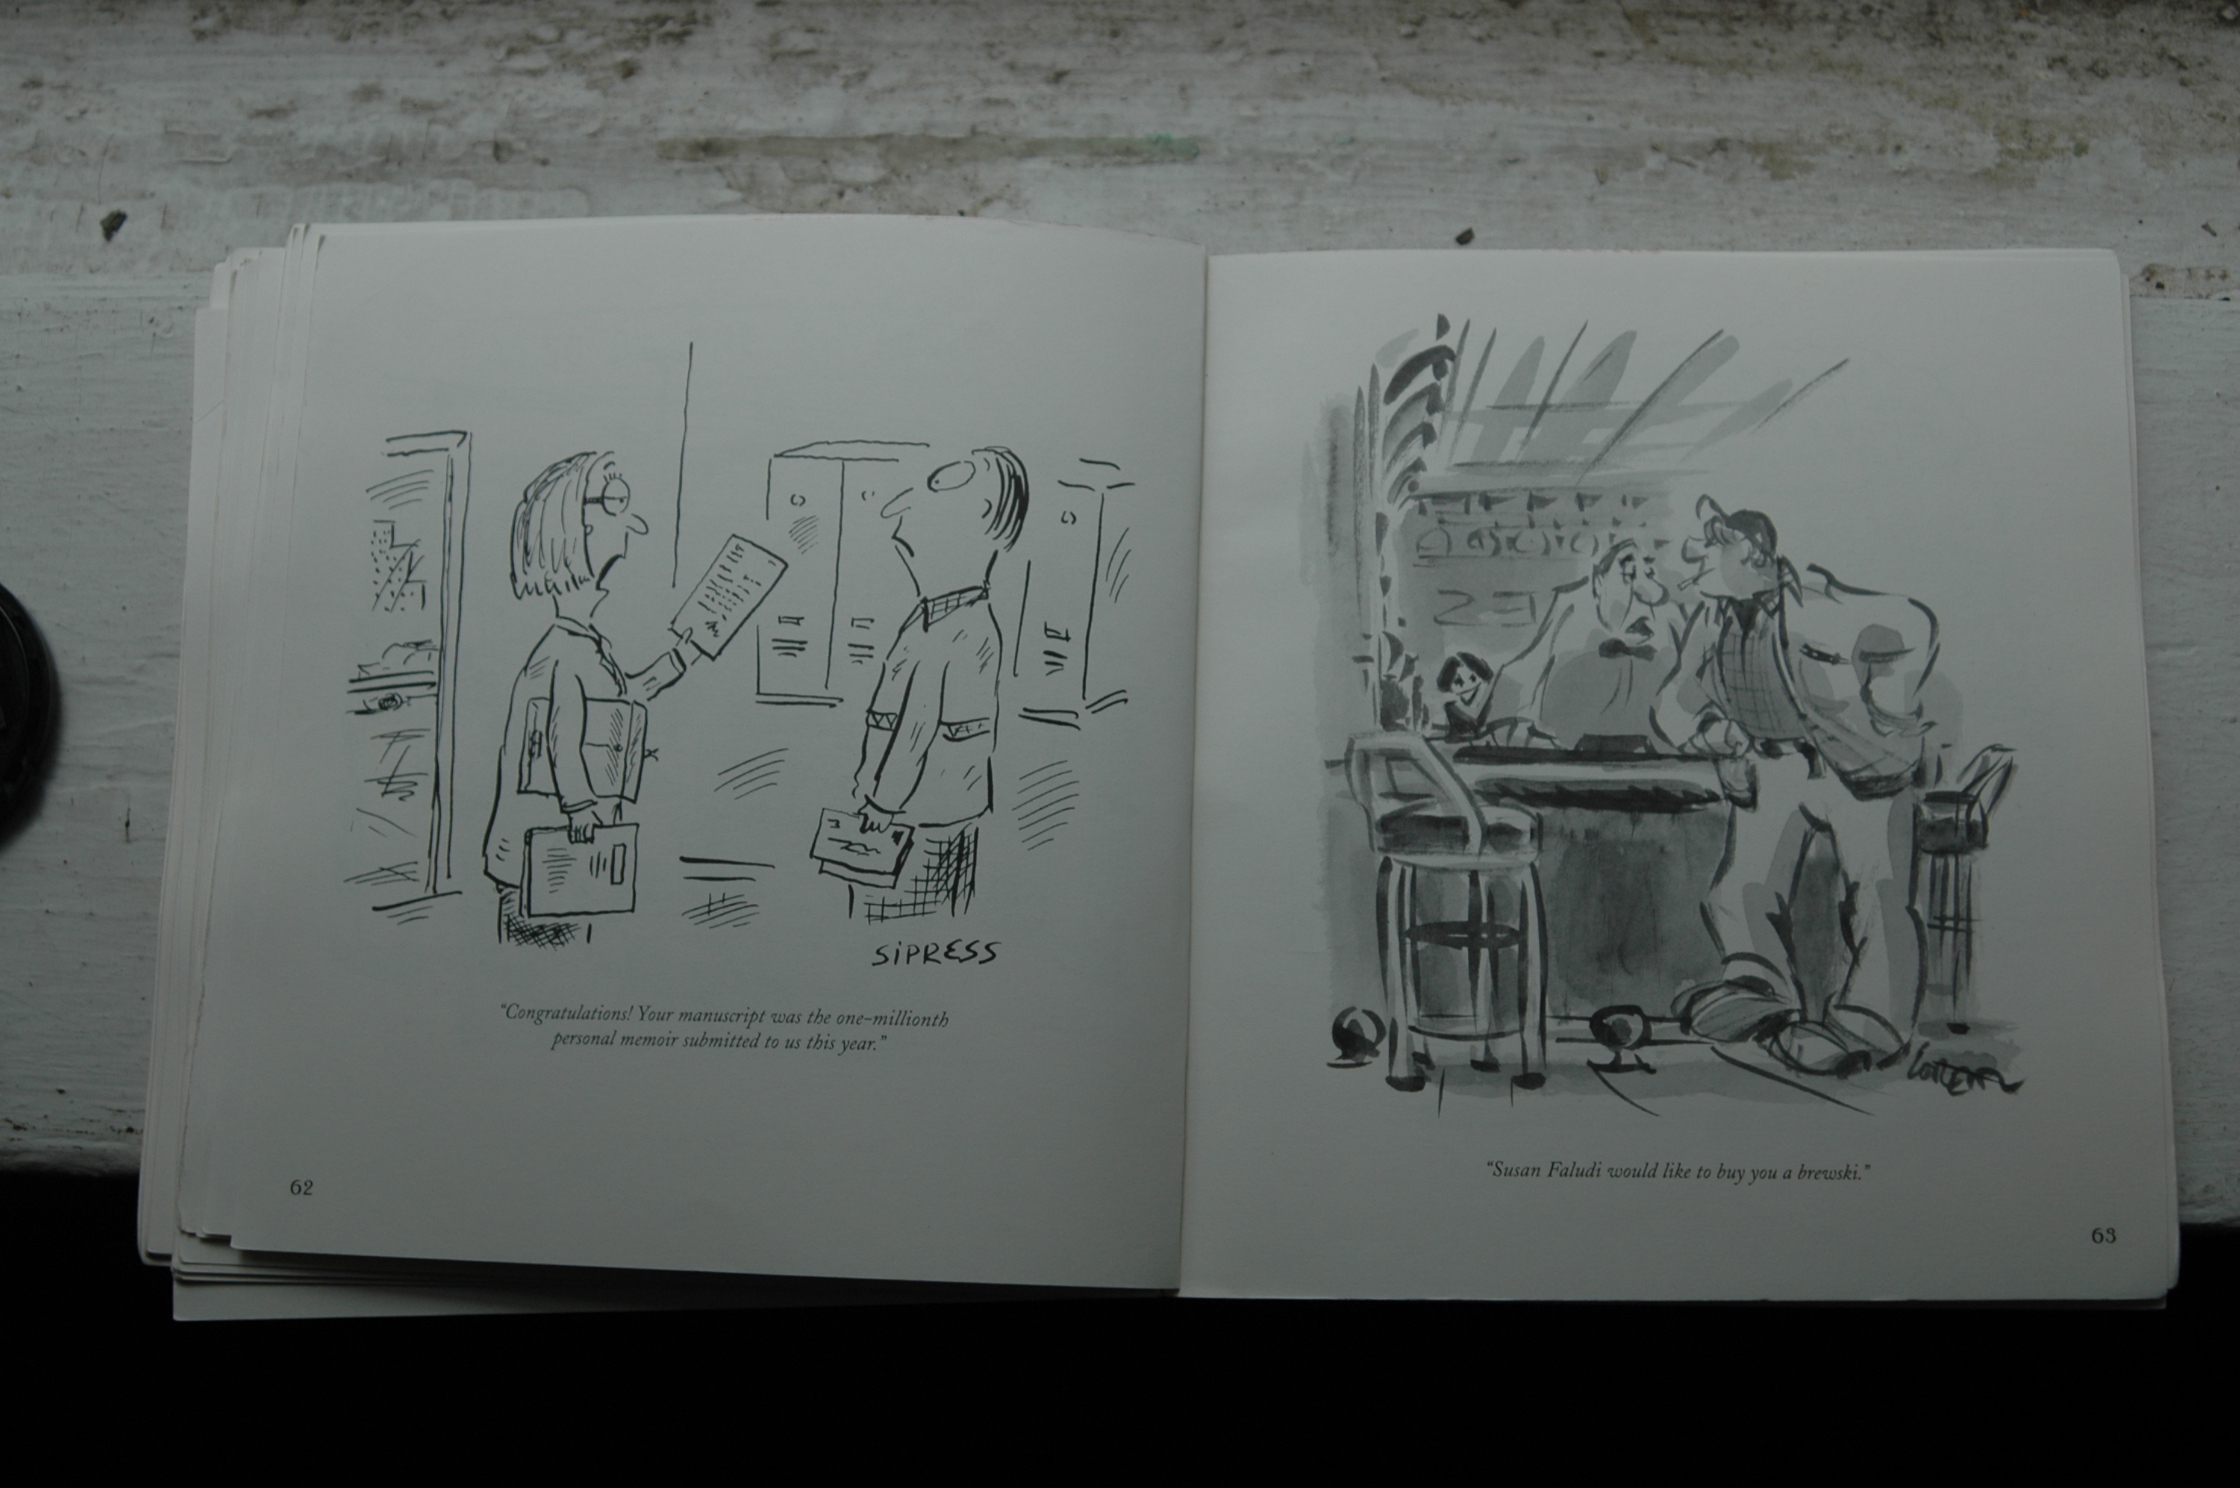 SiPRESS
“Congratulations! Your manuscript was the one-millionth
personal memoir submitted to us this year.”
62
Lorenz
“Susan Faludi would like to buy you a brewski.”
63